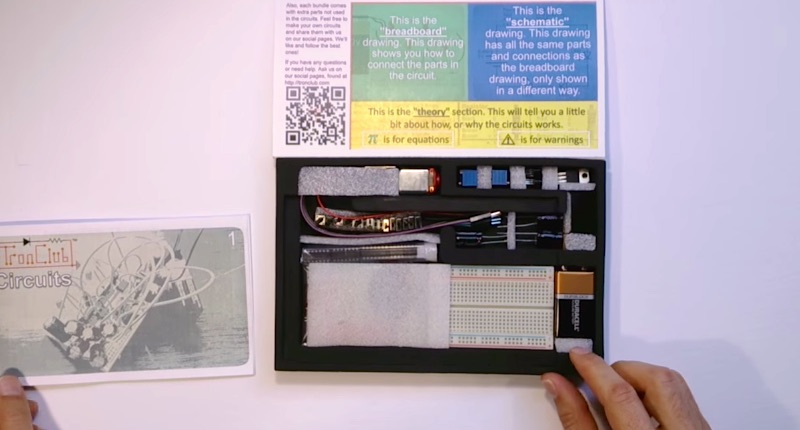 Also, each bundle comes
with extra parts not used
in the circuits. Feel free to
make your own circuits
and share them with us
on our social pages. We'll
like and follow the best
ones!
If you have any questions
or need help. Ask us on
our social pages, found at
http://tronclub.com
This is the
"breadboard"
drawing. This drawing
shows you how to
connect the parts in
the circuit.
This is the
"schematic"
drawing. This drawing
has all the same parts
and connections as
the breadboard
drawing, only shown
in a different way.
This is the "theory" section. This will tell you a little
bit about how, or why the circuits works.
π is for equations
is for warnings
TronClub
Circuits
1
DURACELL